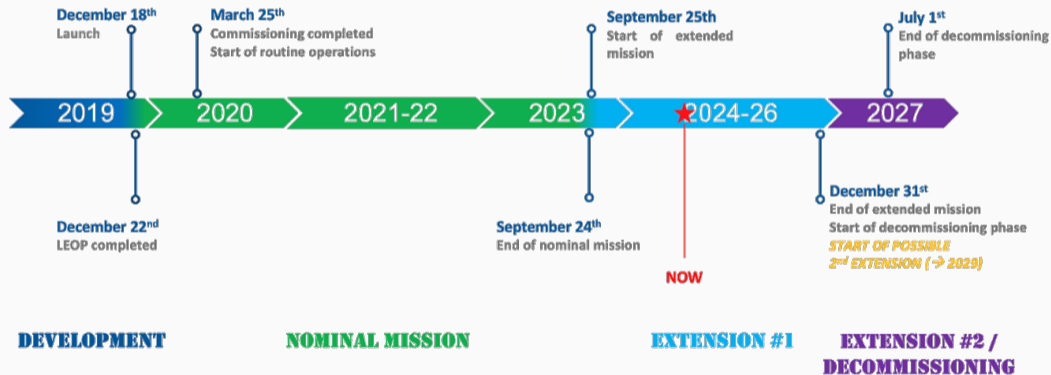 December 18th
Launch
March 25th
Commissioning completed
Start of routine operations
September 25th
Start of extended
mission
July 1st
End of decommissioning
phase
2019
2020
2021-22
2023
2024-26
2027
December 22nd
LEOP completed
September 24th
End of nominal mission
NOW
December 31st
End of extended mission
Start of decommissioning phase
START OF POSSIBLE
2nd EXTENSION (→ 2029)
DEVELOPMENT
NOMINAL MISSION
EXTENSION #1
EXTENSION #2 /
DECOMMISSIONING